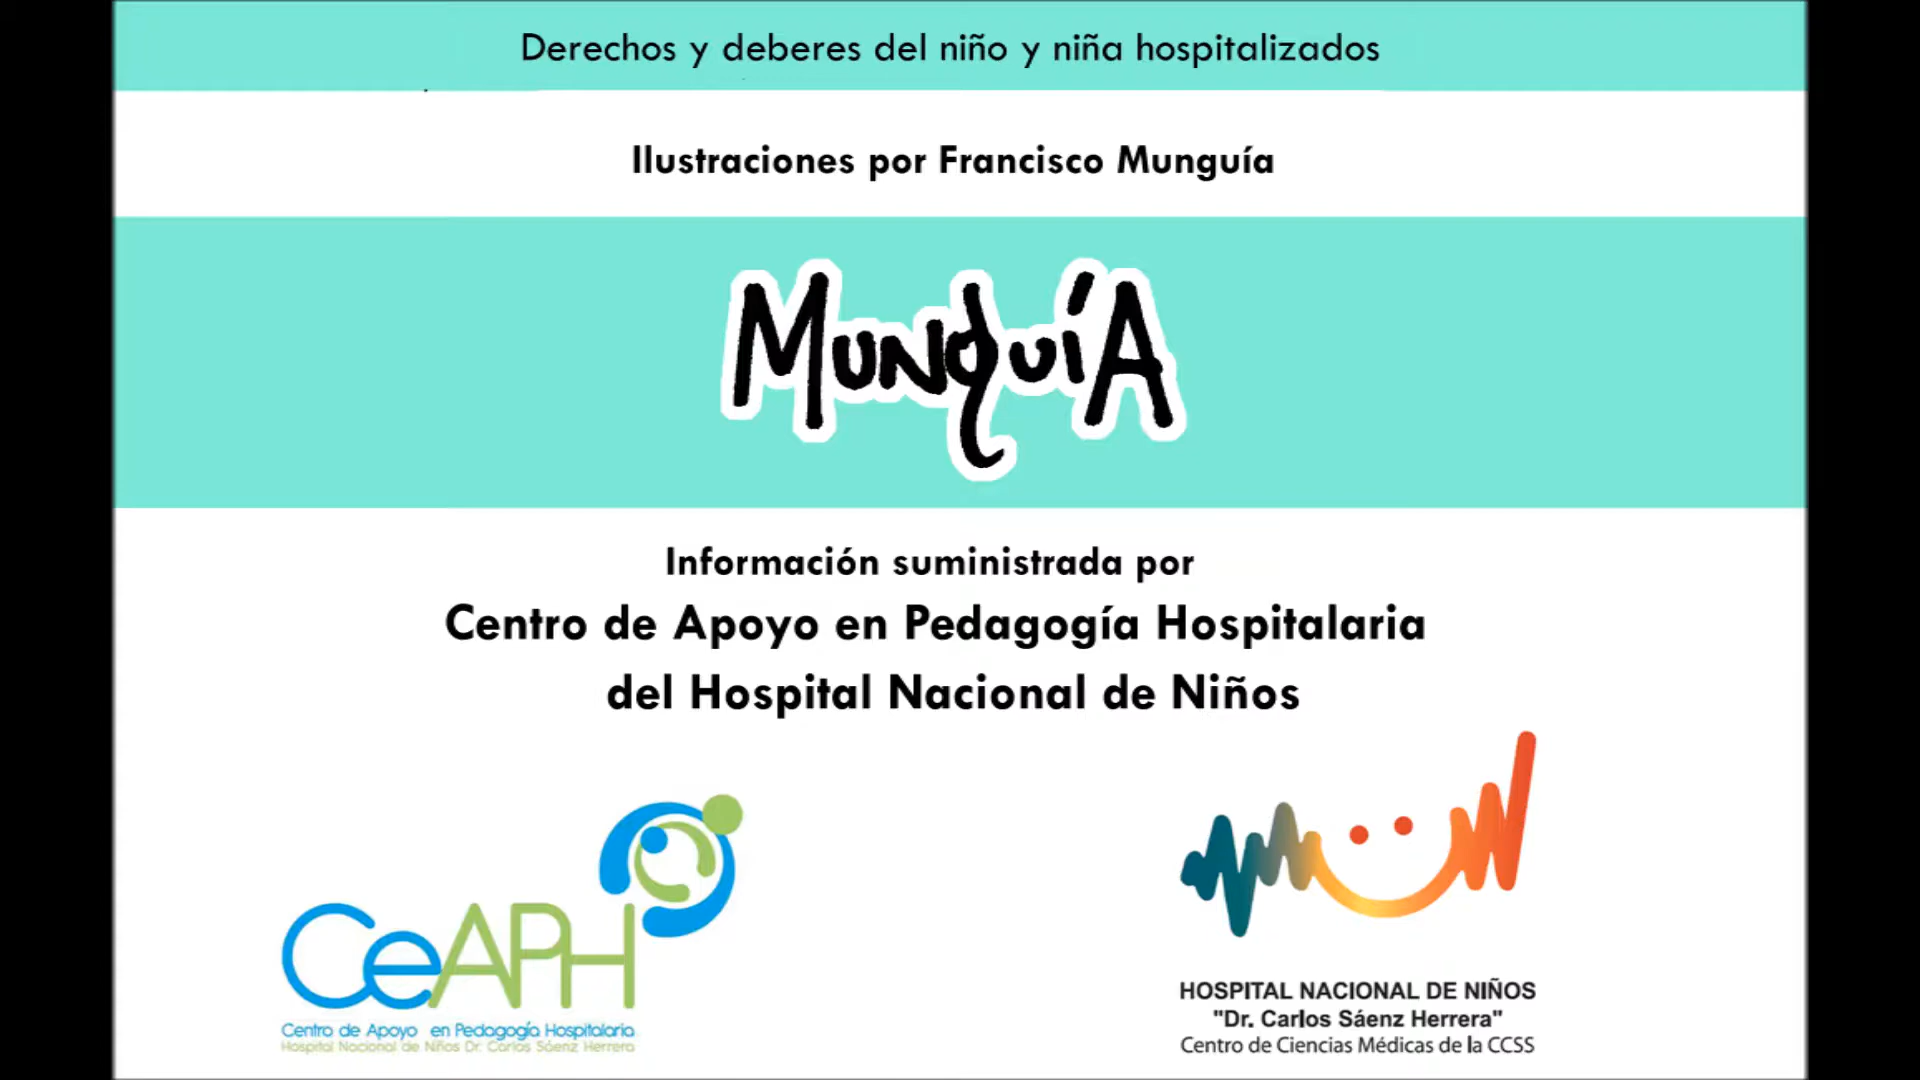 Derechos y deberes del niño y niña hospitalizados
Ilustraciones por Francisco Munguía
MunguíA
Información suministrada por
Centro de Apoyo en Pedagogía Hospitalaria
del Hospital Nacional de Niños
CeAPH
Centro de Apoyo en Pedagogía Hospitalaria
Hospital Nacional de Niños Dr. Carlos Sáenz Herrera
HOSPITAL NACIONAL DE NIÑOS
"Dr. Carlos Sáenz Herrera"
Centro de Ciencias Médicas de la CCSS